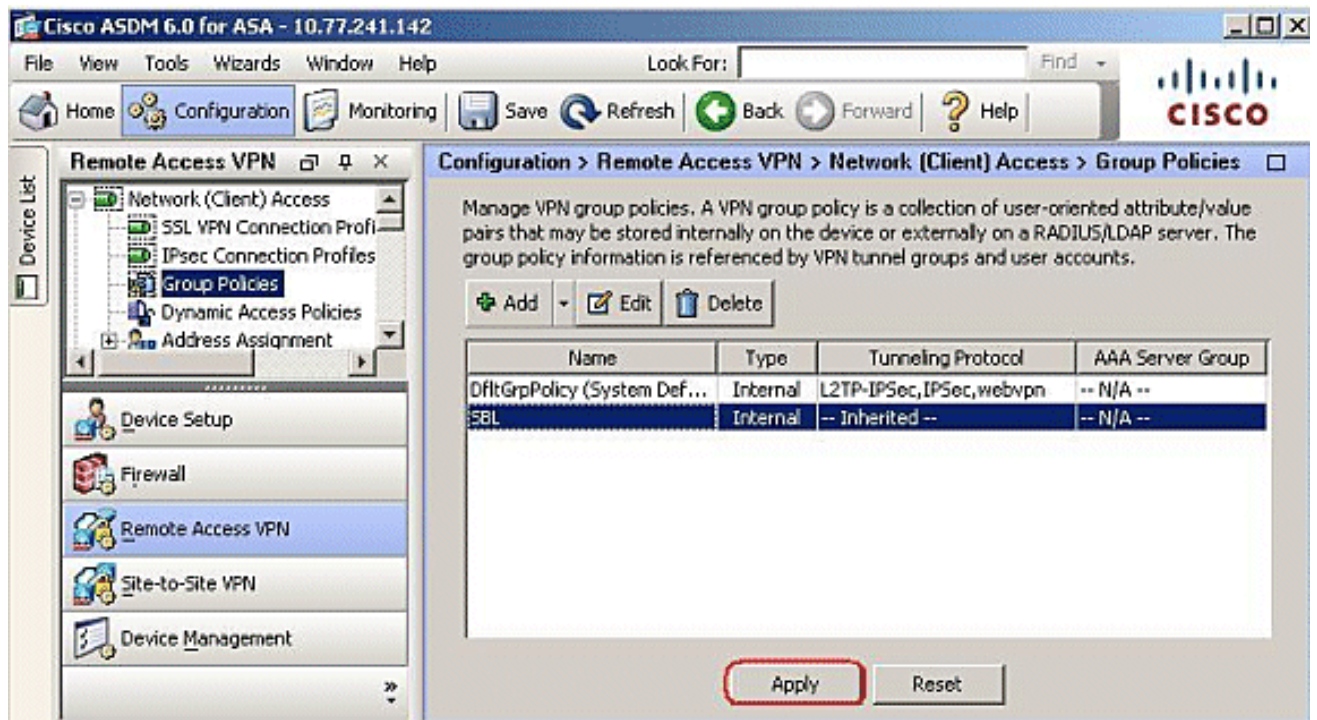 Cisco ASDM 6.0 for ASA - 10.77.241.142
File View Tools Wizards Window Help Look For: Find
Home Configuration Monitoring Save Refresh Back Forward Help
CISCO
Device List
Remote Access VPN
Network (Client) Access
SSL VPN Connection Profi
IPsec Connection Profiles
Group Policies
Dynamic Access Policies
Address Assignment
Device Setup
Firewall
Remote Access VPN
Site-to-Site VPN
Device Management
Configuration > Remote Access VPN > Network (Client) Access > Group Policies
Manage VPN group policies. A VPN group policy is a collection of user-oriented attribute/value
pairs that may be stored internally on the device or externally on a RADIUS/LDAP server. The
group policy information is referenced by VPN tunnel groups and user accounts.
Add Edit Delete
Name Type Tunneling Protocol AAA Server Group
DfltGrpPolicy (System Def... Internal L2TP-IPSec,IPSec,webvpn -- N/A --
SBL Internal -- Inherited -- -- N/A --
Apply Reset